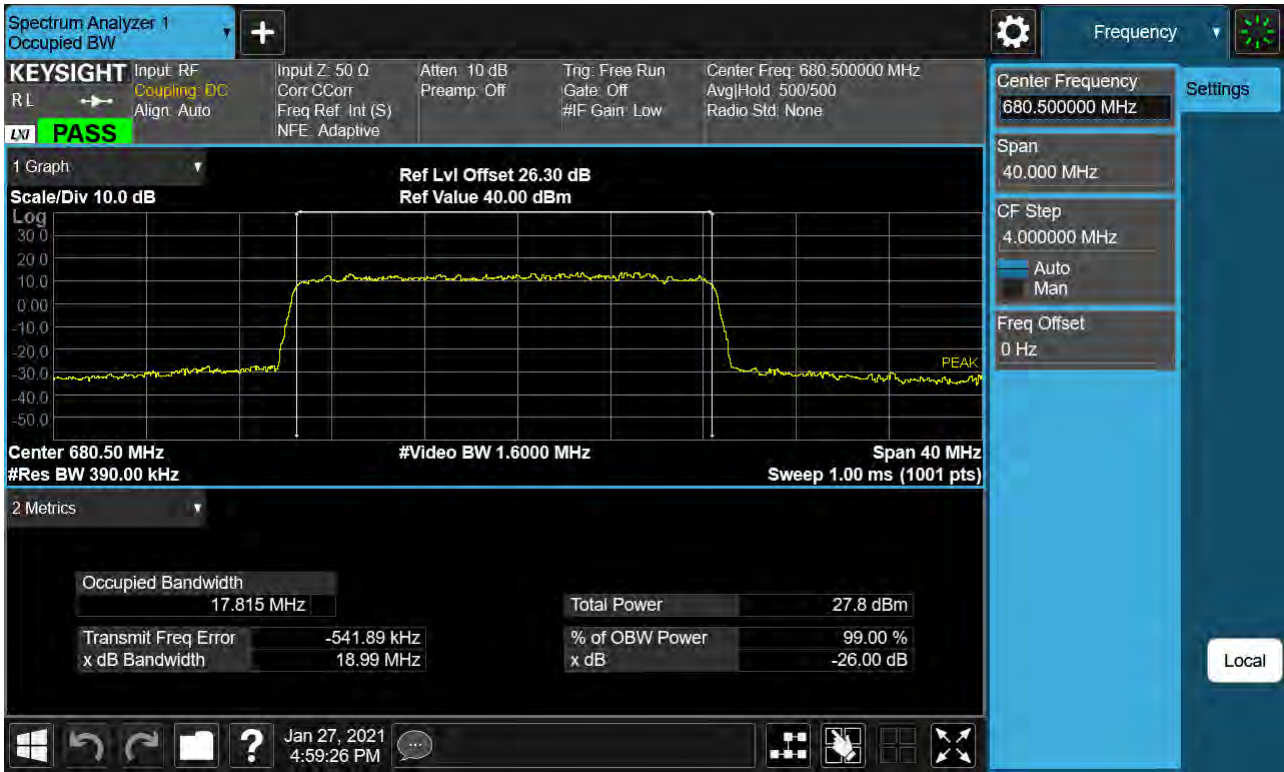 Spectrum Analyzer 1
Occupied BW
+
Frequency
KEYSIGHT
RL
LXI
PASS
Input: RF
Coupling: DC
Align: Auto
Input Z: 50 Ω
Corr CCorr
Freq Ref: Int (S)
NFE: Adaptive
Atten: 10 dB
Preamp: Off
Trig: Free Run
Gate: Off
#IF Gain: Low
Center Freq: 680.500000 MHz
Avg|Hold: 500/500
Radio Std: None
Center Frequency
680.500000 MHz
Settings
Span
40.000 MHz
CF Step
4.000000 MHz
Auto
Man
Freq Offset
0 Hz
Local
1 Graph
Scale/Div 10.0 dB
Ref Lvl Offset 26.30 dB
Ref Value 40.00 dBm
Log
30.0
20.0
10.0
0.00
-10.0
-20.0
-30.0
-40.0
-50.0
PEAK
Center 680.50 MHz
#Video BW 1.6000 MHz
Span 40 MHz
#Res BW 390.00 kHz
Sweep 1.00 ms (1001 pts)
2 Metrics
Occupied Bandwidth
17.815 MHz
Total Power 27.8 dBm
Transmit Freq Error -541.89 kHz
% of OBW Power 99.00 %
x dB Bandwidth 18.99 MHz
x dB -26.00 dB
?
Jan 27, 2021
4:59:26 PM